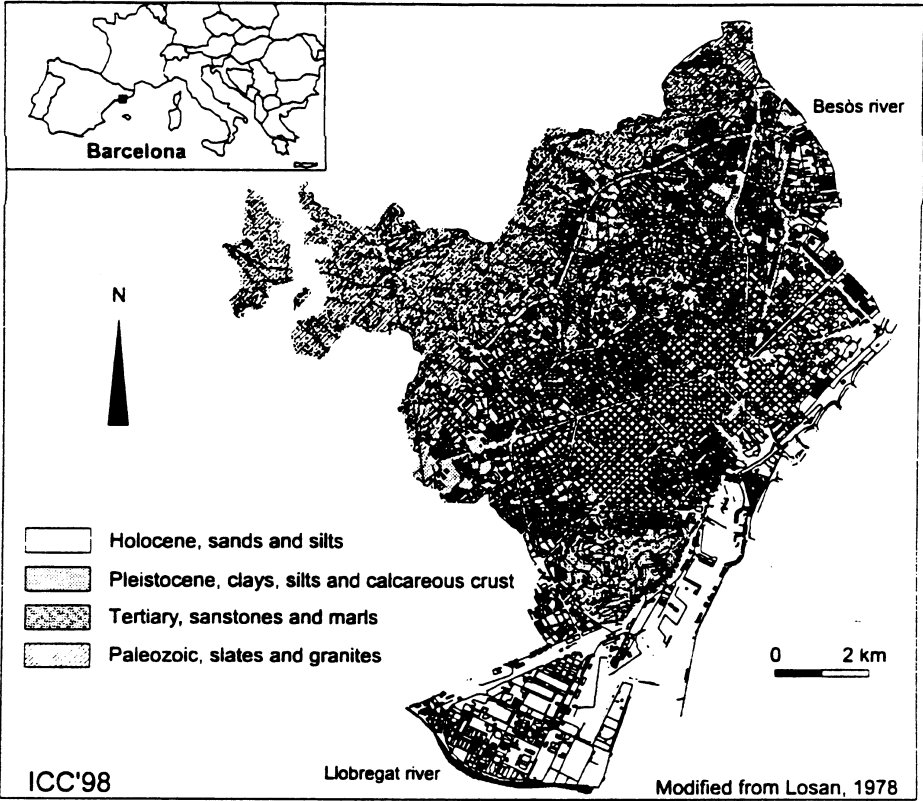 Barcelona
Besòs river
N
Holocene, sands and silts
Pleistocene, clays, silts and calcareous crust
Tertiary, sanstones and marls
Paleozoic, slates and granites
0 2 km
Llobregat river
ICC'98
Modified from Losan, 1978